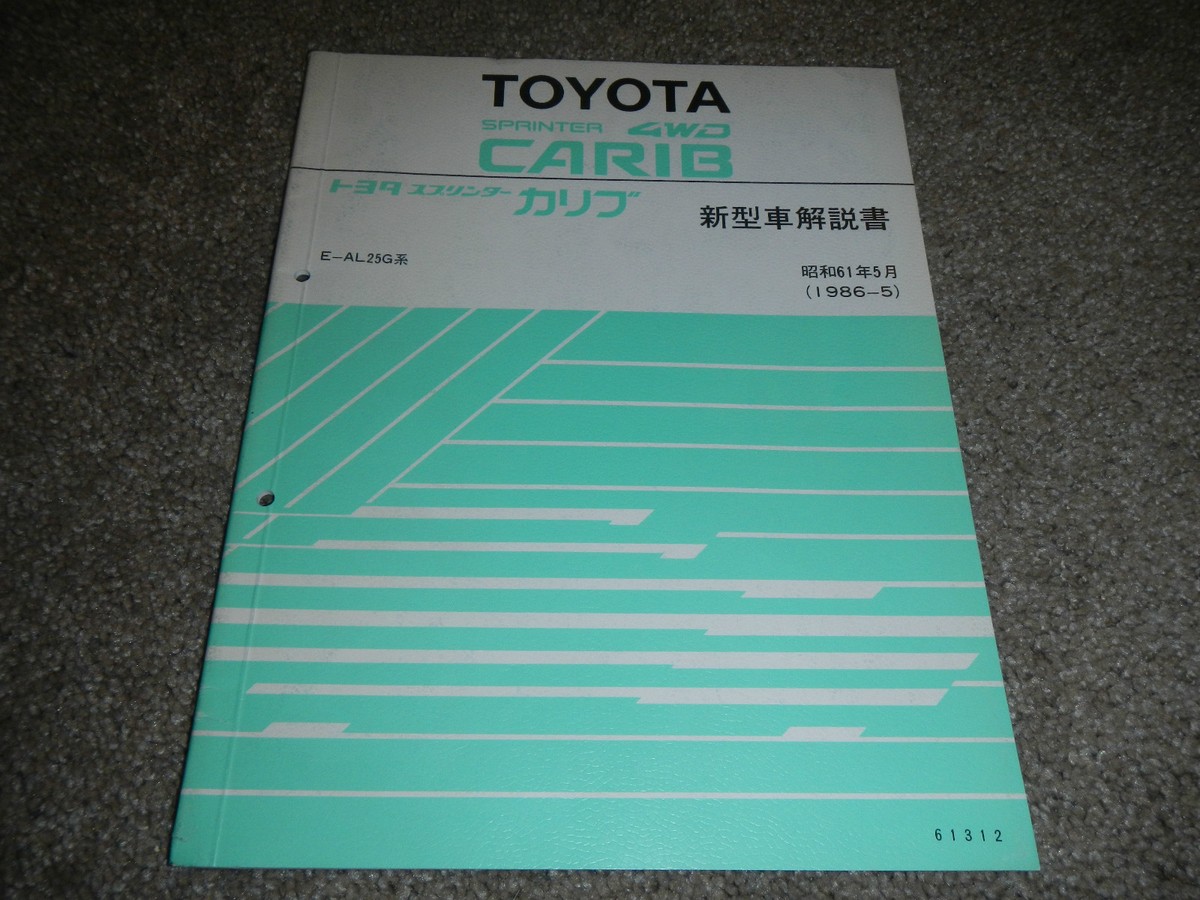 TOYOTA
SPRINTER 4WD
CARIB
トヨタ スプリンター カリブ
新型車解説書
E-AL25G系
昭和61年5月
(1986-5)
61312